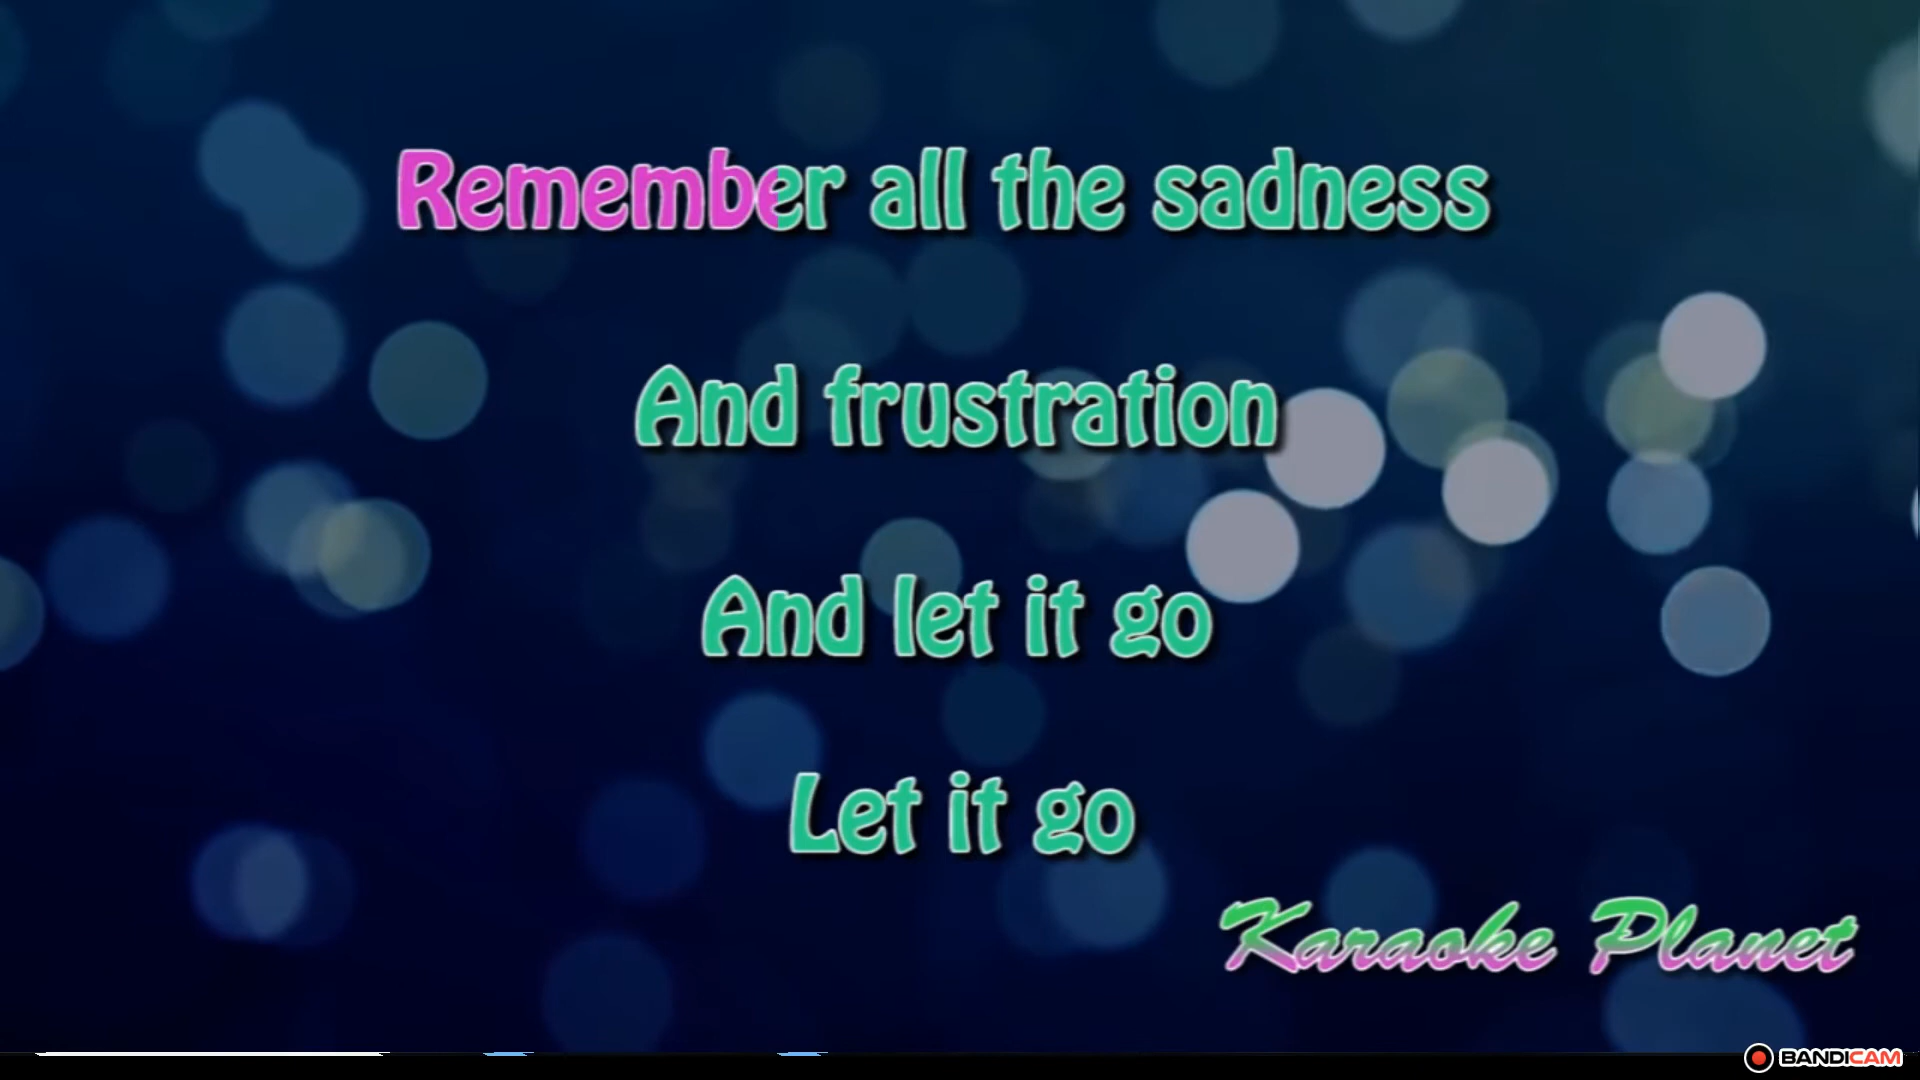 Remember all the sadness
And frustration
And let it go
Let it go
Karaoke Planet
BANDICAM